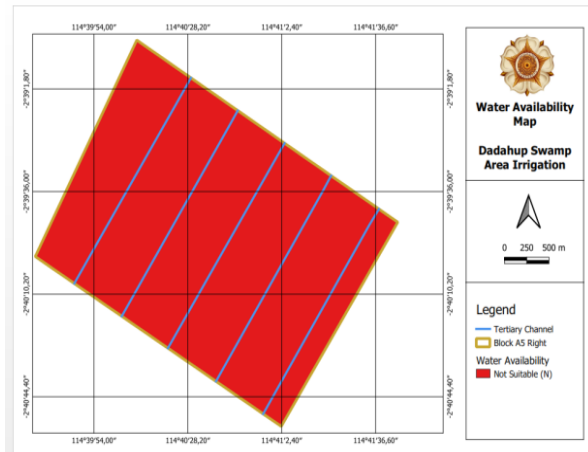 114°39'54,00"
114°40'28,20"
114°41'2,40"
114°41'36,60"
-2°39'1,80"
-2°39'36,00"
-2°40'10,20"
-2°40'44,40"
-2°39'1,80"
-2°39'36,00"
-2°40'10,20"
-2°40'44,40"
114°39'54,00"
114°40'28,20"
114°41'2,40"
114°41'36,60"
Water Availability
Map
Dadahup Swamp
Area Irrigation
0 250 500 m
Legend
Tertiary Channel
Block A5 Right
Water Availability
Not Suitable (N)